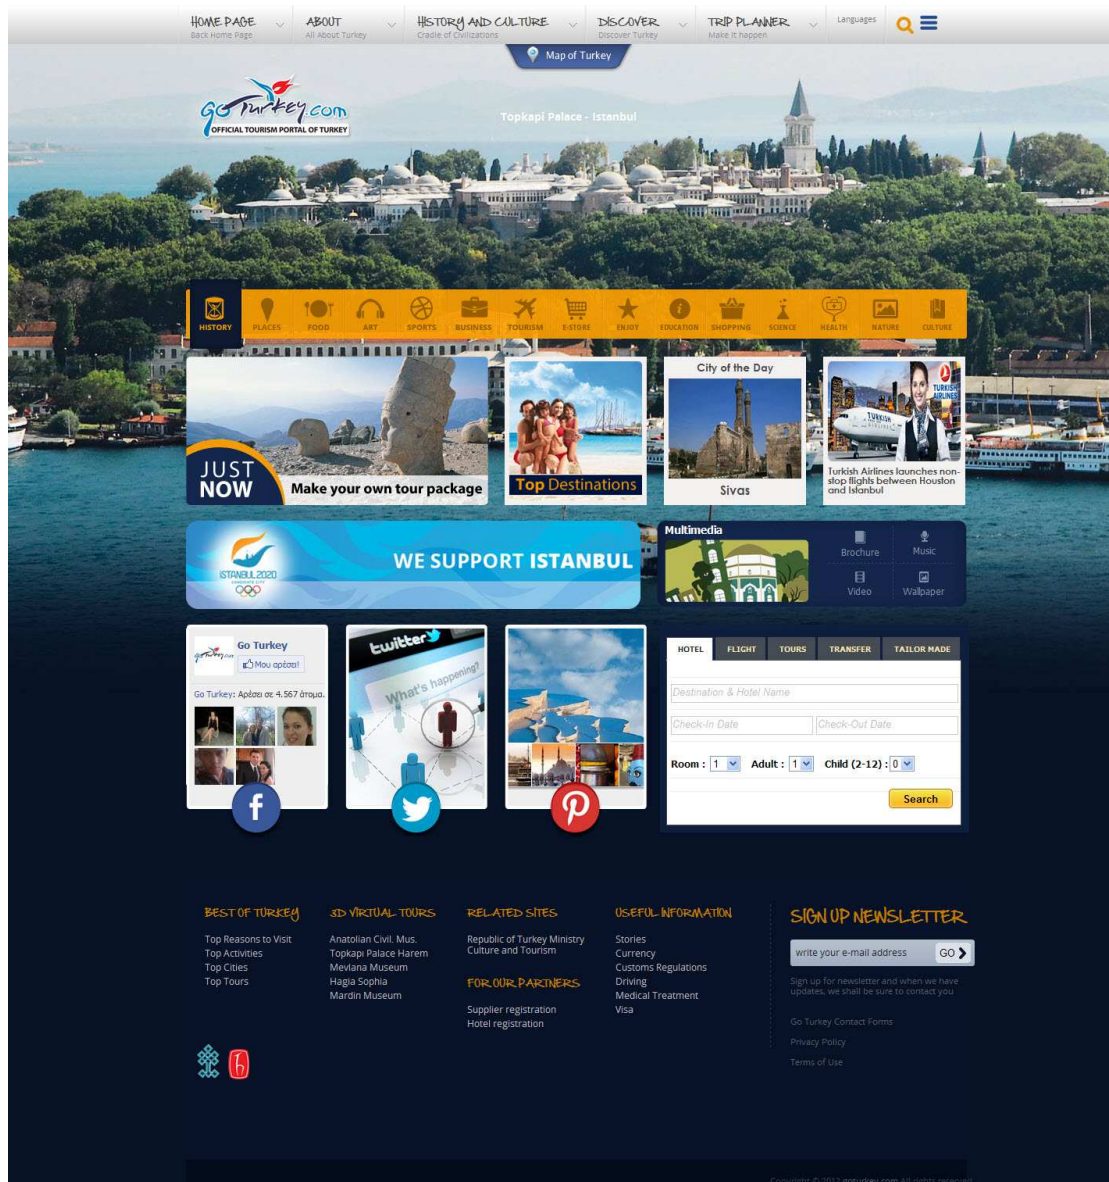 HOME PAGE
Back Home Page
ABOUT
All About Turkey
HISTORY AND CULTURE
Cradle of Civilizations
DISCOVER
Discover Turkey
TRIP PLANNER
Make it happen
Languages
Map of Turkey
go Turkey.com
OFFICIAL TOURISM PORTAL OF TURKEY
Topkapi Palace - Istanbul
HISTORY
PLACES
FOOD
ART
SPORTS
BUSINESS
TOURISM
E-STORE
ENJOY
EDUCATION
SHOPPING
SCIENCE
HEALTH
NATURE
CULTURE
JUST
NOW
Make your own tour package
Top Destinations
City of the Day
Sivas
TURKISH
AIRLINES
TURKISH
Turkish Airlines launches non-
stop flights between Houston
and Istanbul
ISTANBUL 2020
CANDIDATE CITY
WE SUPPORT ISTANBUL
Multimedia
Brochure
Music
Video
Wallpaper
Go Turkey
Μου αρέσει!
Go Turkey: Αρέσει σε 4.567 άτομα.
twitter
What's happening?
HOTEL
FLIGHT
TOURS
TRANSFER
TAILOR MADE
Destination & Hotel Name
Check-In Date
Check-Out Date
Room : 1 Adult : 1 Child (2-12) : 0
Search
BEST OF TURKEY
Top Reasons to Visit
Top Activities
Top Cities
Top Tours
3D VIRTUAL TOURS
Anatolian Civil. Mus.
Topkapı Palace Harem
Mevlana Museum
Hagia Sophia
Mardin Museum
RELATED SITES
Republic of Turkey Ministry
Culture and Tourism
FOR OUR PARTNERS
Supplier registration
Hotel registration
USEFUL INFORMATION
Stories
Currency
Customs Regulations
Driving
Medical Treatment
Visa
SIGN UP NEWSLETTER
write your e-mail address
GO
Sign up for newsletter and when we have
updates, we shall be sure to contact you
Go Turkey Contact Forms
Privacy Policy
Terms of Use